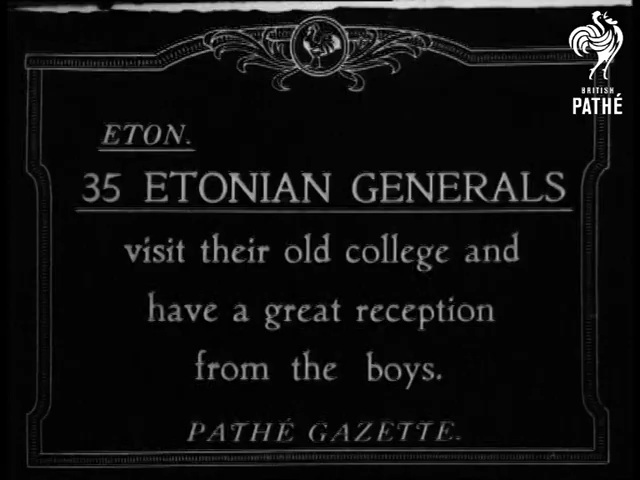 BRITISH
PATHÉ
ETON.
35 ETONIAN GENERALS
visit their old college and
have a great reception
from the boys.
PATHÉ GAZETTE.